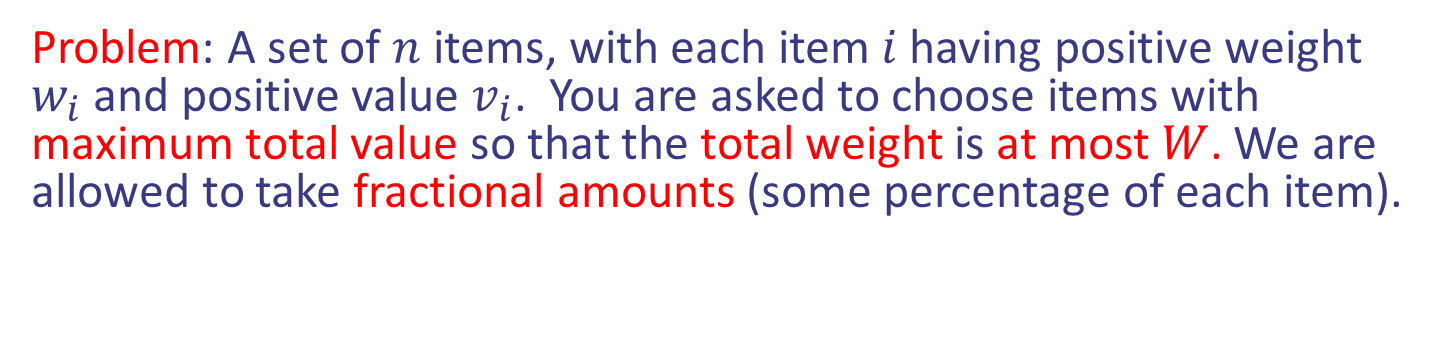 Problem: A set of n items, with each item i having positive weight
wᵢ and positive value vᵢ. You are asked to choose items with
maximum total value so that the total weight is at most W. We are
allowed to take fractional amounts (some percentage of each item).